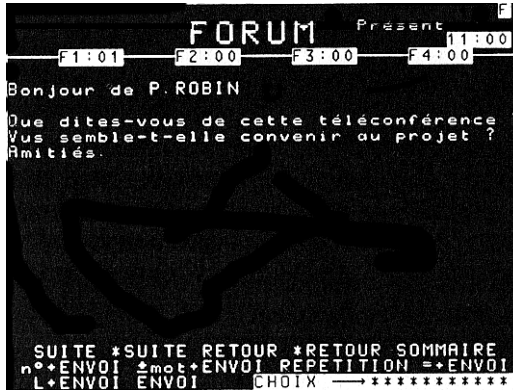 F
FORUM Présent
11:00
F1:01 F2:00 F3:00 F4:00
Bonjour de P.ROBIN
Que dites-vous de cette téléconférence
Vus semble-t-elle convenir au projet ?
Amitiés.
SUITE *SUITE RETOUR *RETOUR SOMMAIRE
n°+ENVOI ±mot+ENVOI REPETITION =+ENVOI
L+ENVOI ENVOI CHOIX → ***********